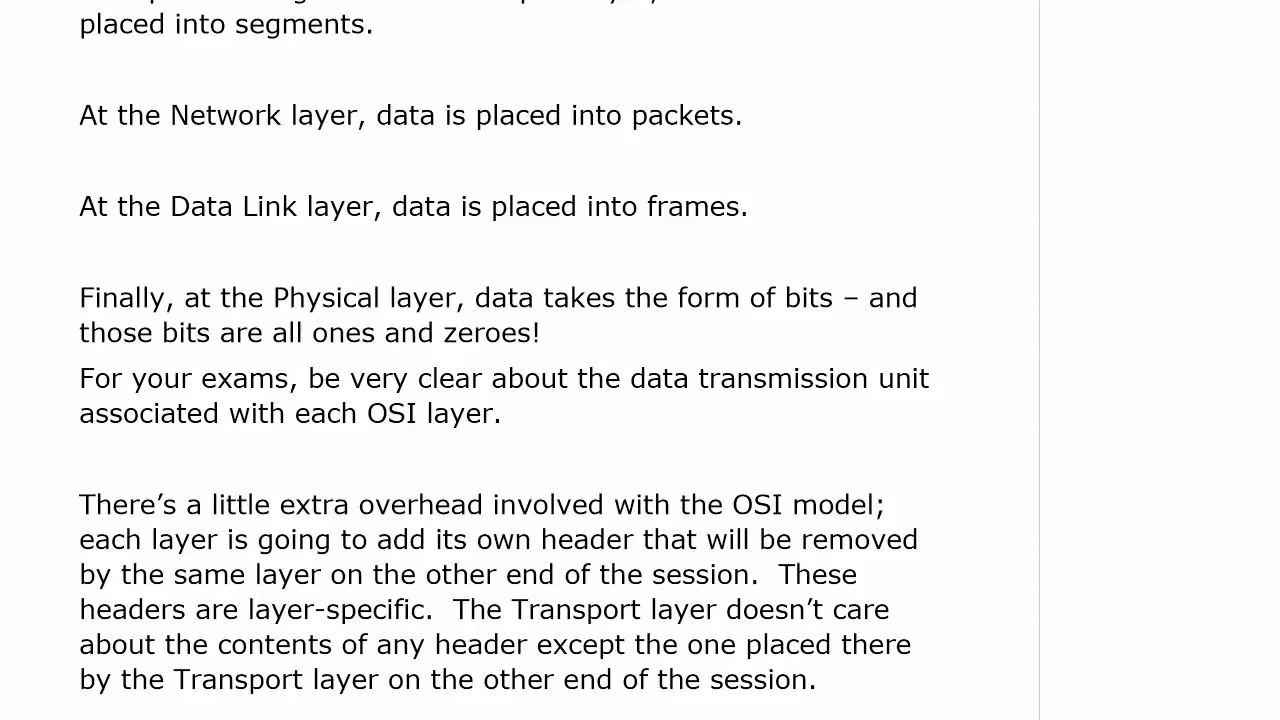 placed into segments.
At the Network layer, data is placed into packets.
At the Data Link layer, data is placed into frames.
Finally, at the Physical layer, data takes the form of bits – and
those bits are all ones and zeroes!
For your exams, be very clear about the data transmission unit
associated with each OSI layer.
There’s a little extra overhead involved with the OSI model;
each layer is going to add its own header that will be removed
by the same layer on the other end of the session.  These
headers are layer-specific.  The Transport layer doesn’t care
about the contents of any header except the one placed there
by the Transport layer on the other end of the session.